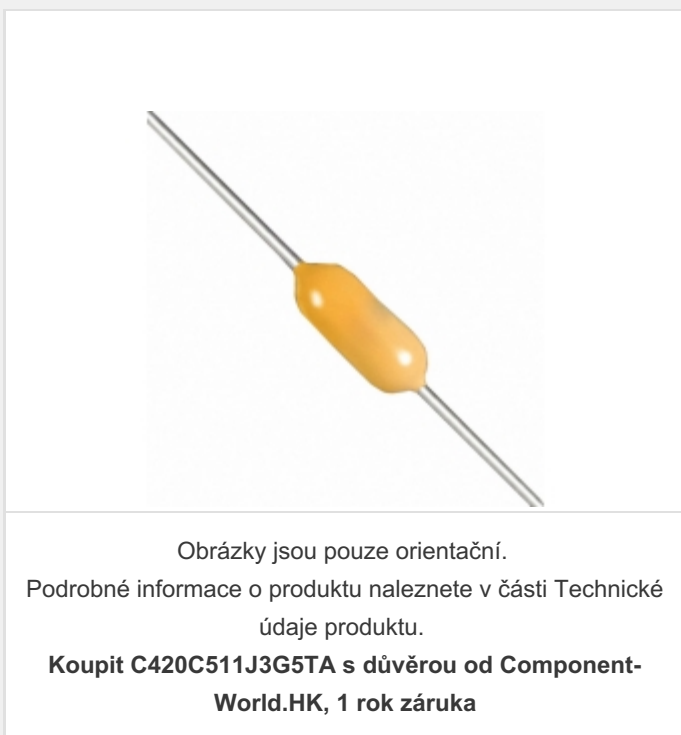 Obrázky jsou pouze orientační.
Podrobné informace o produktu naleznete v části Technické
údaje produktu.
Koupit C420C511J3G5TA s důvěrou od Component-
World.HK, 1 rok záruka